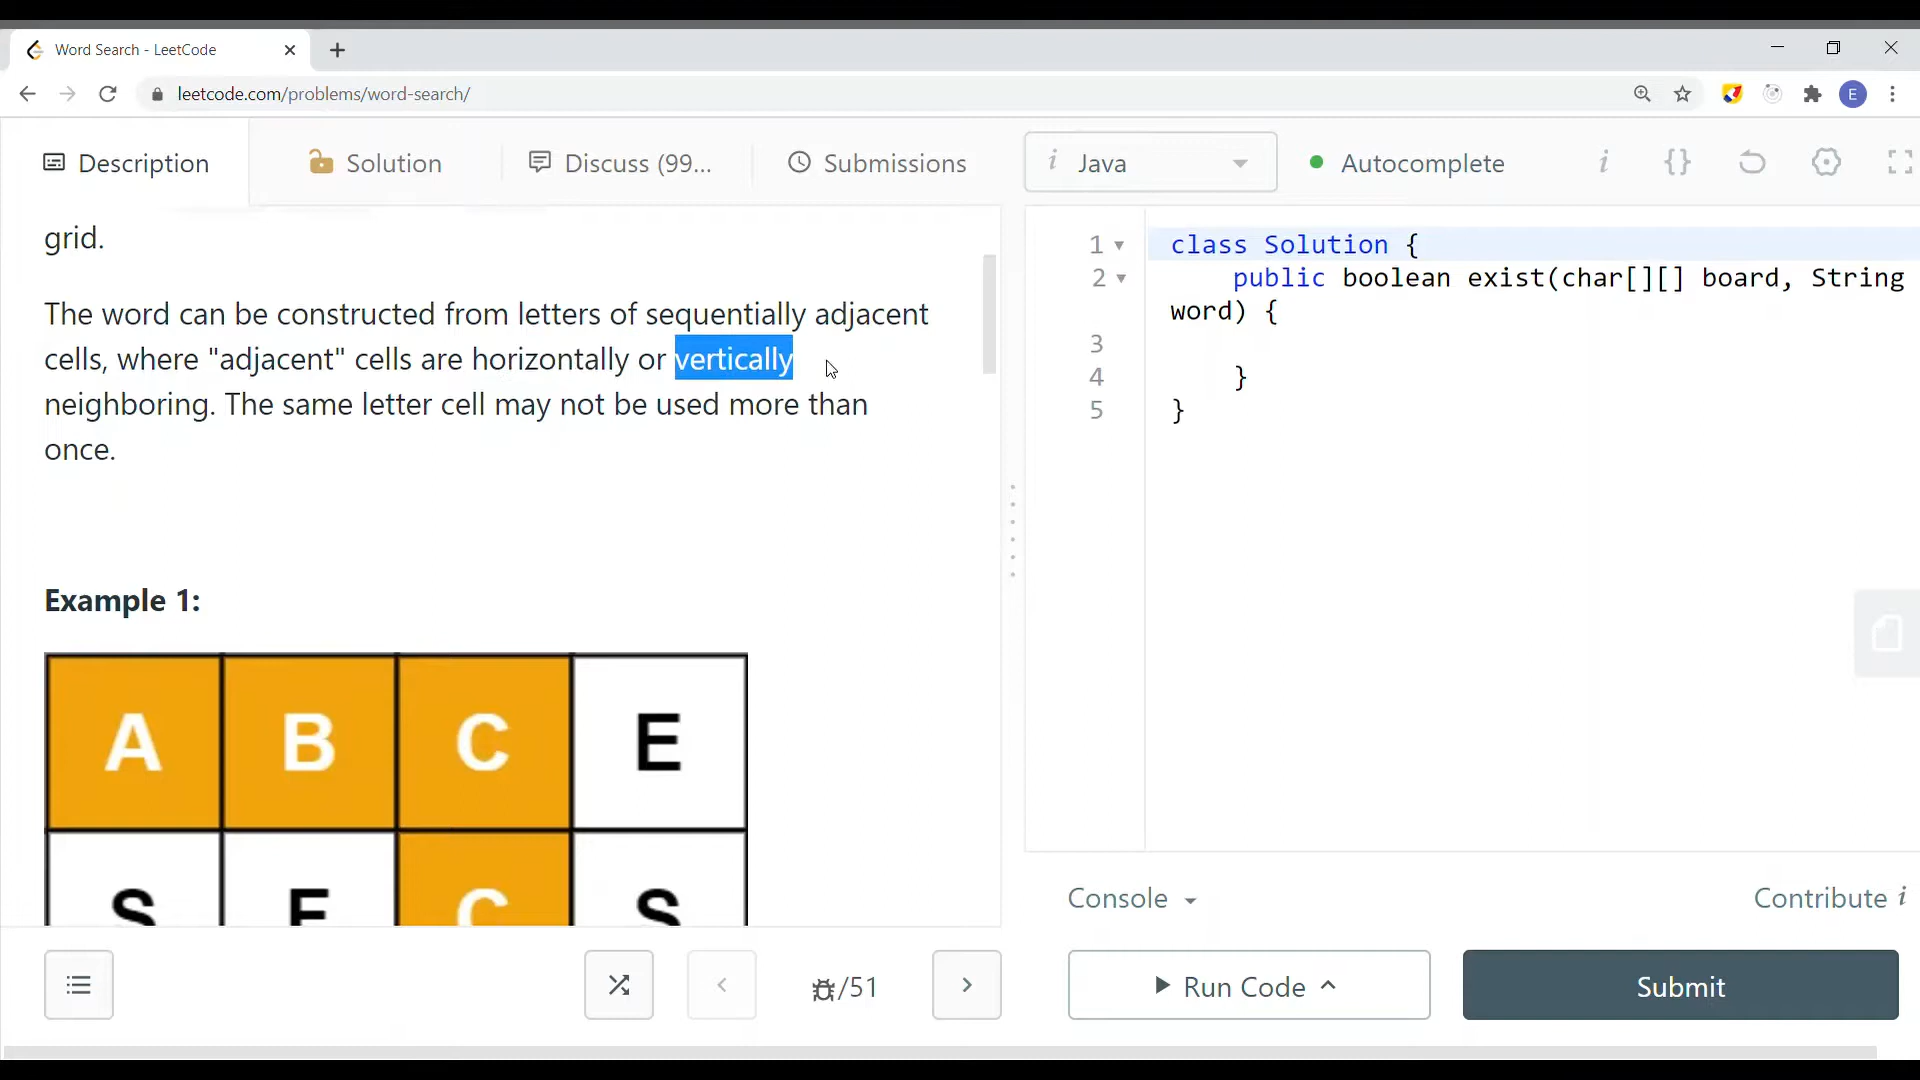 Word Search - LeetCode
leetcode.com/problems/word-search/
E
Description
Solution
Discuss (99...
Submissions
i Java
Autocomplete
i {}
grid.
The word can be constructed from letters of sequentially adjacent
cells, where "adjacent" cells are horizontally or vertically
neighboring. The same letter cell may not be used more than
once.
Example 1:
A B C E
S F C S
1 class Solution {
2 public boolean exist(char[][] board, String
word) {
3
4 }
5 }
Console
Contribute i
/51
Run Code
Submit